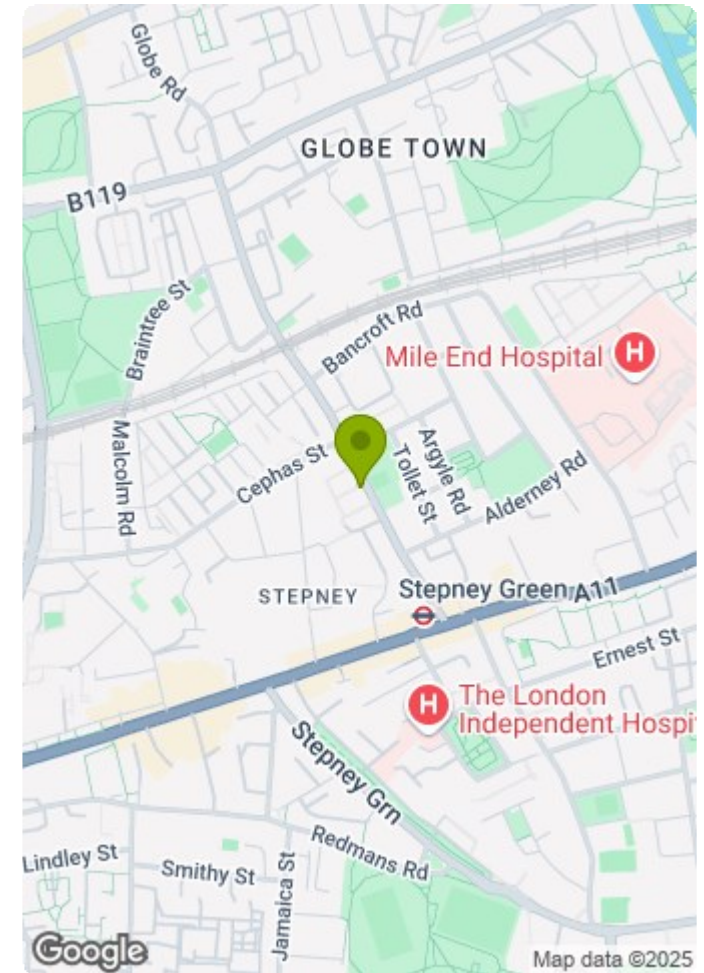 Globe Rd
GLOBE TOWN
B119
Braintree St
Bancroft Rd
Mile End Hospital
H
Malcolm Rd
Cephas St
Argyle Rd
Tollet St
Alderney Rd
STEPNEY
Stepney Green
A11
Ernest St
H
The London
Independent Hospi
Stepney Grn
Redmans Rd
Lindley St
Smithy St
Jamaica St
Google
Map data ©2025